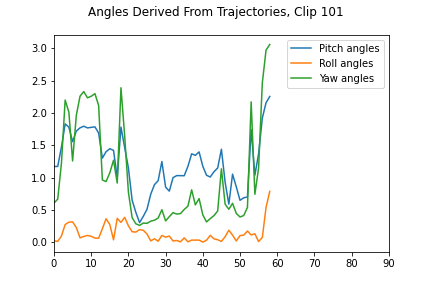 Angles Derived From Trajectories, Clip 101
Pitch angles
Roll angles
Yaw angles
3.0
2.5
2.0
1.5
1.0
0.5
0.0
0 10 20 30 40 50 60 70 80 90